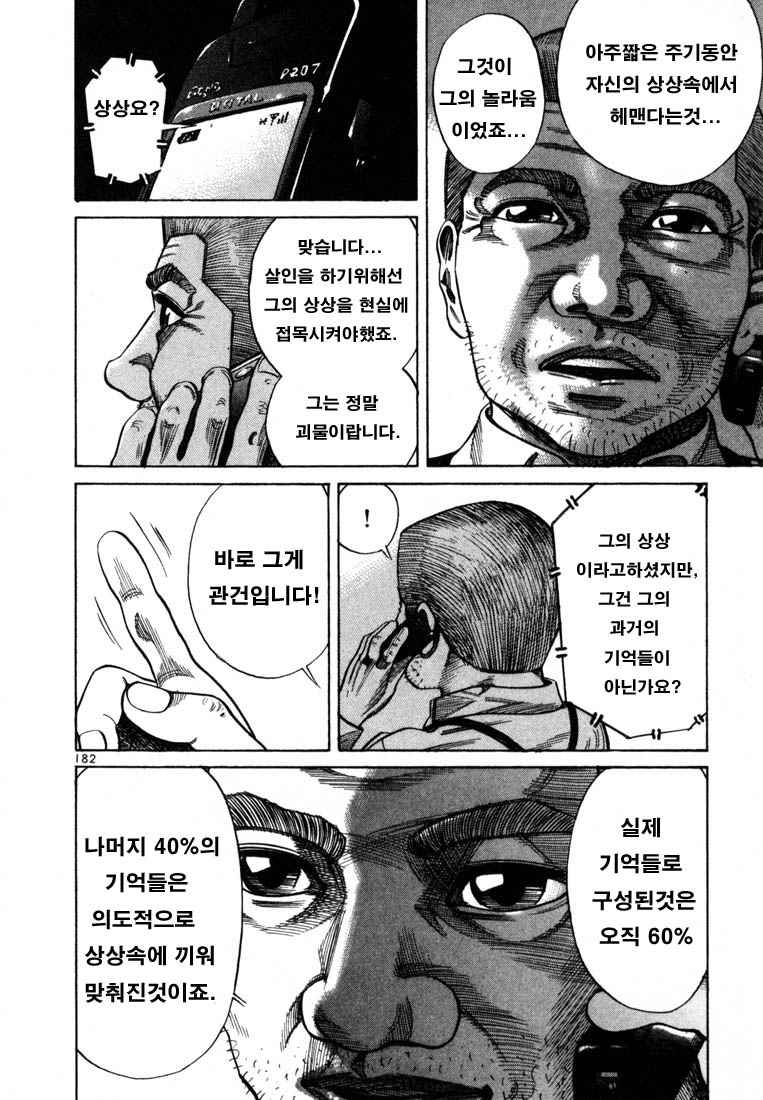 아주짧은 주기동안
자신의 상상속에서
헤맨다는것...
그것이
그의 놀라움
이었죠...
P207
DIGITAL
상상요?
맞습니다...
살인을 하기위해선
그의 상상을 현실에
접목시켜야했죠.
그는 정말
괴물이랍니다.
그의 상상
이라고하셨지만,
그건 그의
과거의
기억들이
아닌가요?
!
바로 그게
관건입니다!
182
실제
기억들로
구성된것은
오직 60%
나머지 40%의
기억들은
의도적으로
상상속에 끼워
맞춰진것이죠.